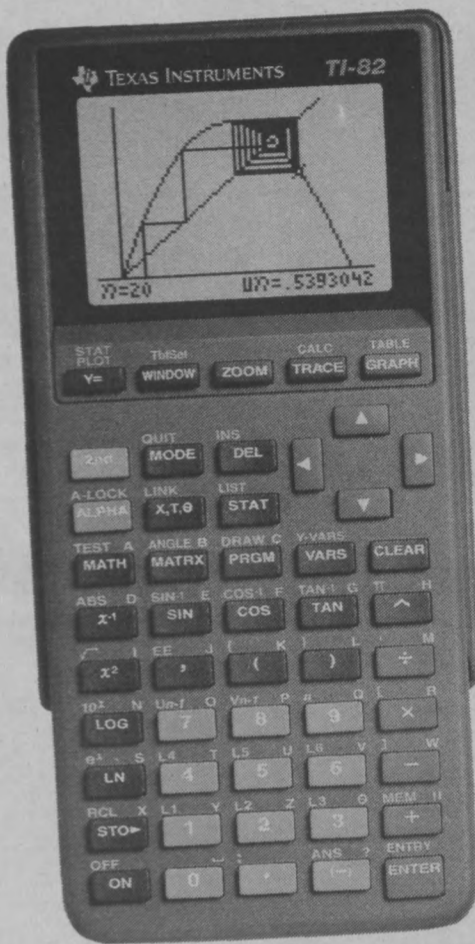 TEXAS INSTRUMENTS TI-82
n=20 Un=.5393042
STAT PLOT TblSet CALC TABLE
Y= WINDOW ZOOM TRACE GRAPH
QUIT INS
2nd MODE DEL
A-LOCK LINK LIST
ALPHA X,T,θ STAT
TEST A ANGLE B DRAW C Y-VARS
MATH MATRX PRGM VARS CLEAR
ABS D SIN-1 E COS-1 F TAN-1 G π H
x-1 SIN COS TAN ^
√ I EE J { K } L M
x² , ( ) ÷
10x N Un-1 O Vn-1 P n Q [ R
LOG 7 8 9 ×
ex S L4 T L5 U L6 V ] W
LN 4 5 6 −
RCL X L1 Y L2 Z L3 θ MEM "
STO► 1 2 3 +
OFF : ANS ? ENTRY
ON 0 . (−) ENTER